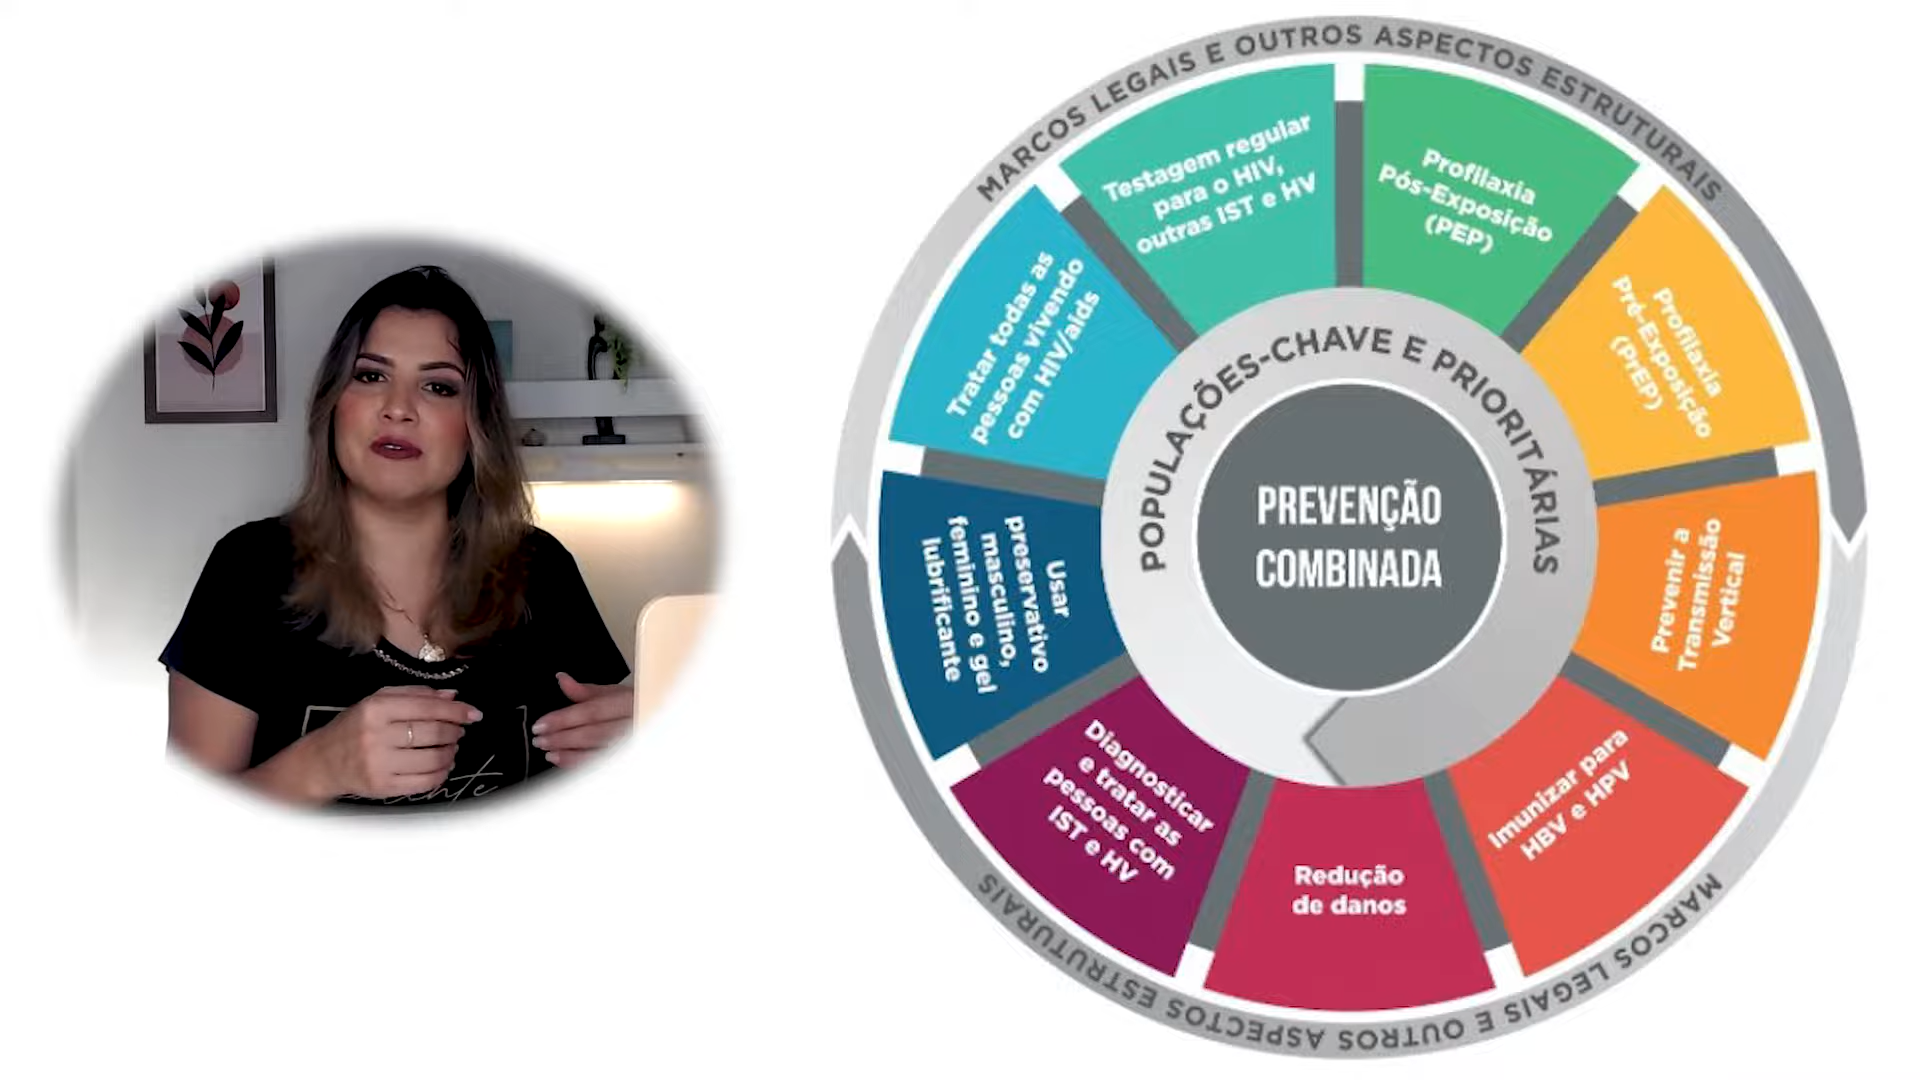 MARCOS LEGAIS E OUTROS ASPECTOS ESTRUTURAIS
Testagem regular
para o HIV,
outras IST e HV
Profilaxia
Pós-Exposição
(PEP)
Profilaxia
Pré-Exposição
(PrEP)
Prevenir a
Transmissão
Vertical
Imunizar para
HBV e HPV
Redução
de danos
Diagnosticar
e tratar as
pessoas com
IST e HV
Usar
preservativo
masculino,
feminino e gel
lubrificante
Tratar todas as
pessoas vivendo
com HIV/aids
POPULAÇÕES-CHAVE E PRIORITÁRIAS
PREVENÇÃO
COMBINADA
MARCOS LEGAIS E OUTROS ASPECTOS ESTRUTURAIS